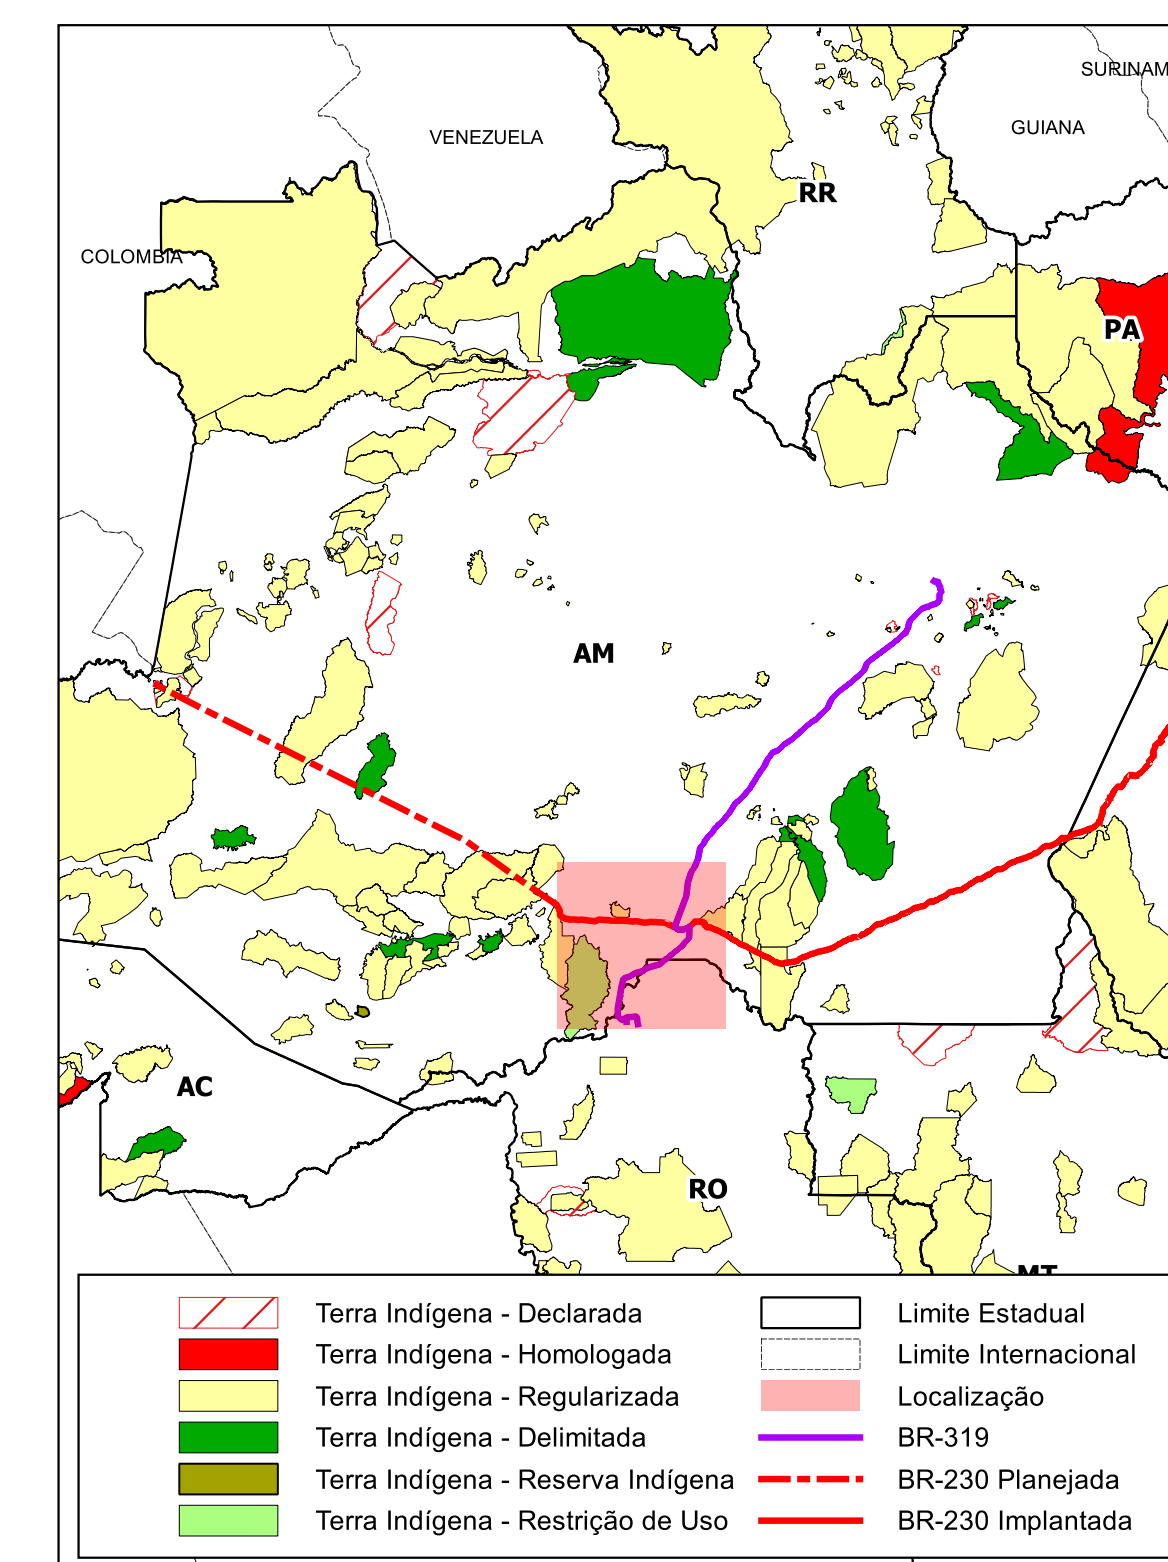 SURINAM
GUIANA
VENEZUELA
RR
COLOMBIA
PA
AM
AC
RO
MT
Terra Indígena - Declarada
Terra Indígena - Homologada
Terra Indígena - Regularizada
Terra Indígena - Delimitada
Terra Indígena - Reserva Indígena
Terra Indígena - Restrição de Uso
Limite Estadual
Limite Internacional
Localização
BR-319
BR-230 Planejada
BR-230 Implantada